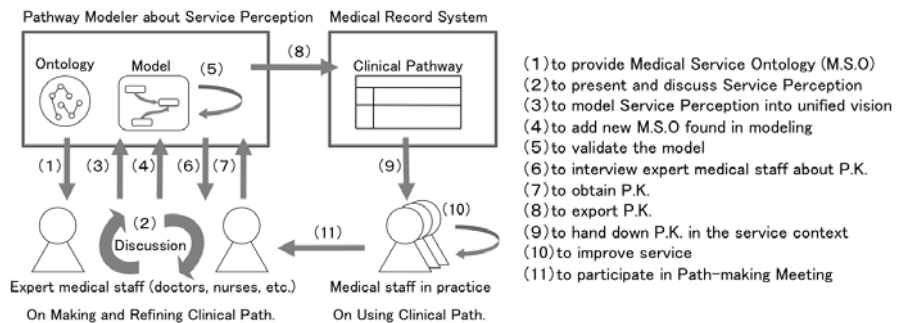 Pathway Modeler about Service Perception
Medical Record System
Ontology
Model
(5)
(8)
Clinical Pathway
(1)
(3)
(4)
(6)
(7)
(9)
(2)
Discussion
(11)
(10)
Expert medical staff (doctors, nurses, etc.)
Medical staff in practice
On Making and Refining Clinical Path.
On Using Clinical Path.
(1)to provide Medical Service Ontology (M.S.O)
(2)to present and discuss Service Perception
(3)to model Service Perception into unified vision
(4)to add new M.S.O found in modeling
(5)to validate the model
(6)to interview expert medical staff about P.K.
(7)to obtain P.K.
(8)to export P.K.
(9)to hand down P.K. in the service context
(10)to improve service
(11)to participate in Path-making Meeting